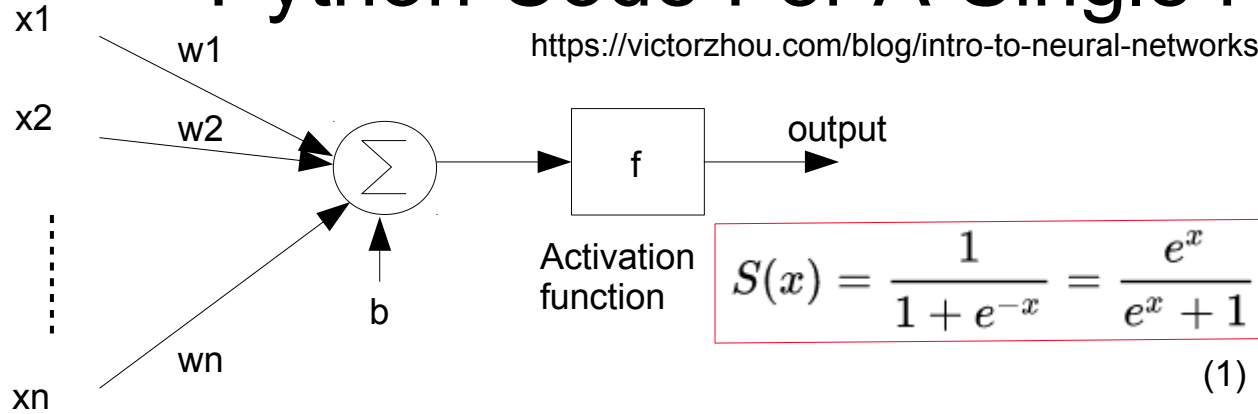 Python Code For A Single
x1
w1
https://victorzhou.com/blog/intro-to-neural-networks
x2
w2
∑
f
output
Activation
function
S(x) = 1 / (1 + e^{-x}) = e^x / (e^x + 1)
b
wn
(1)
xn